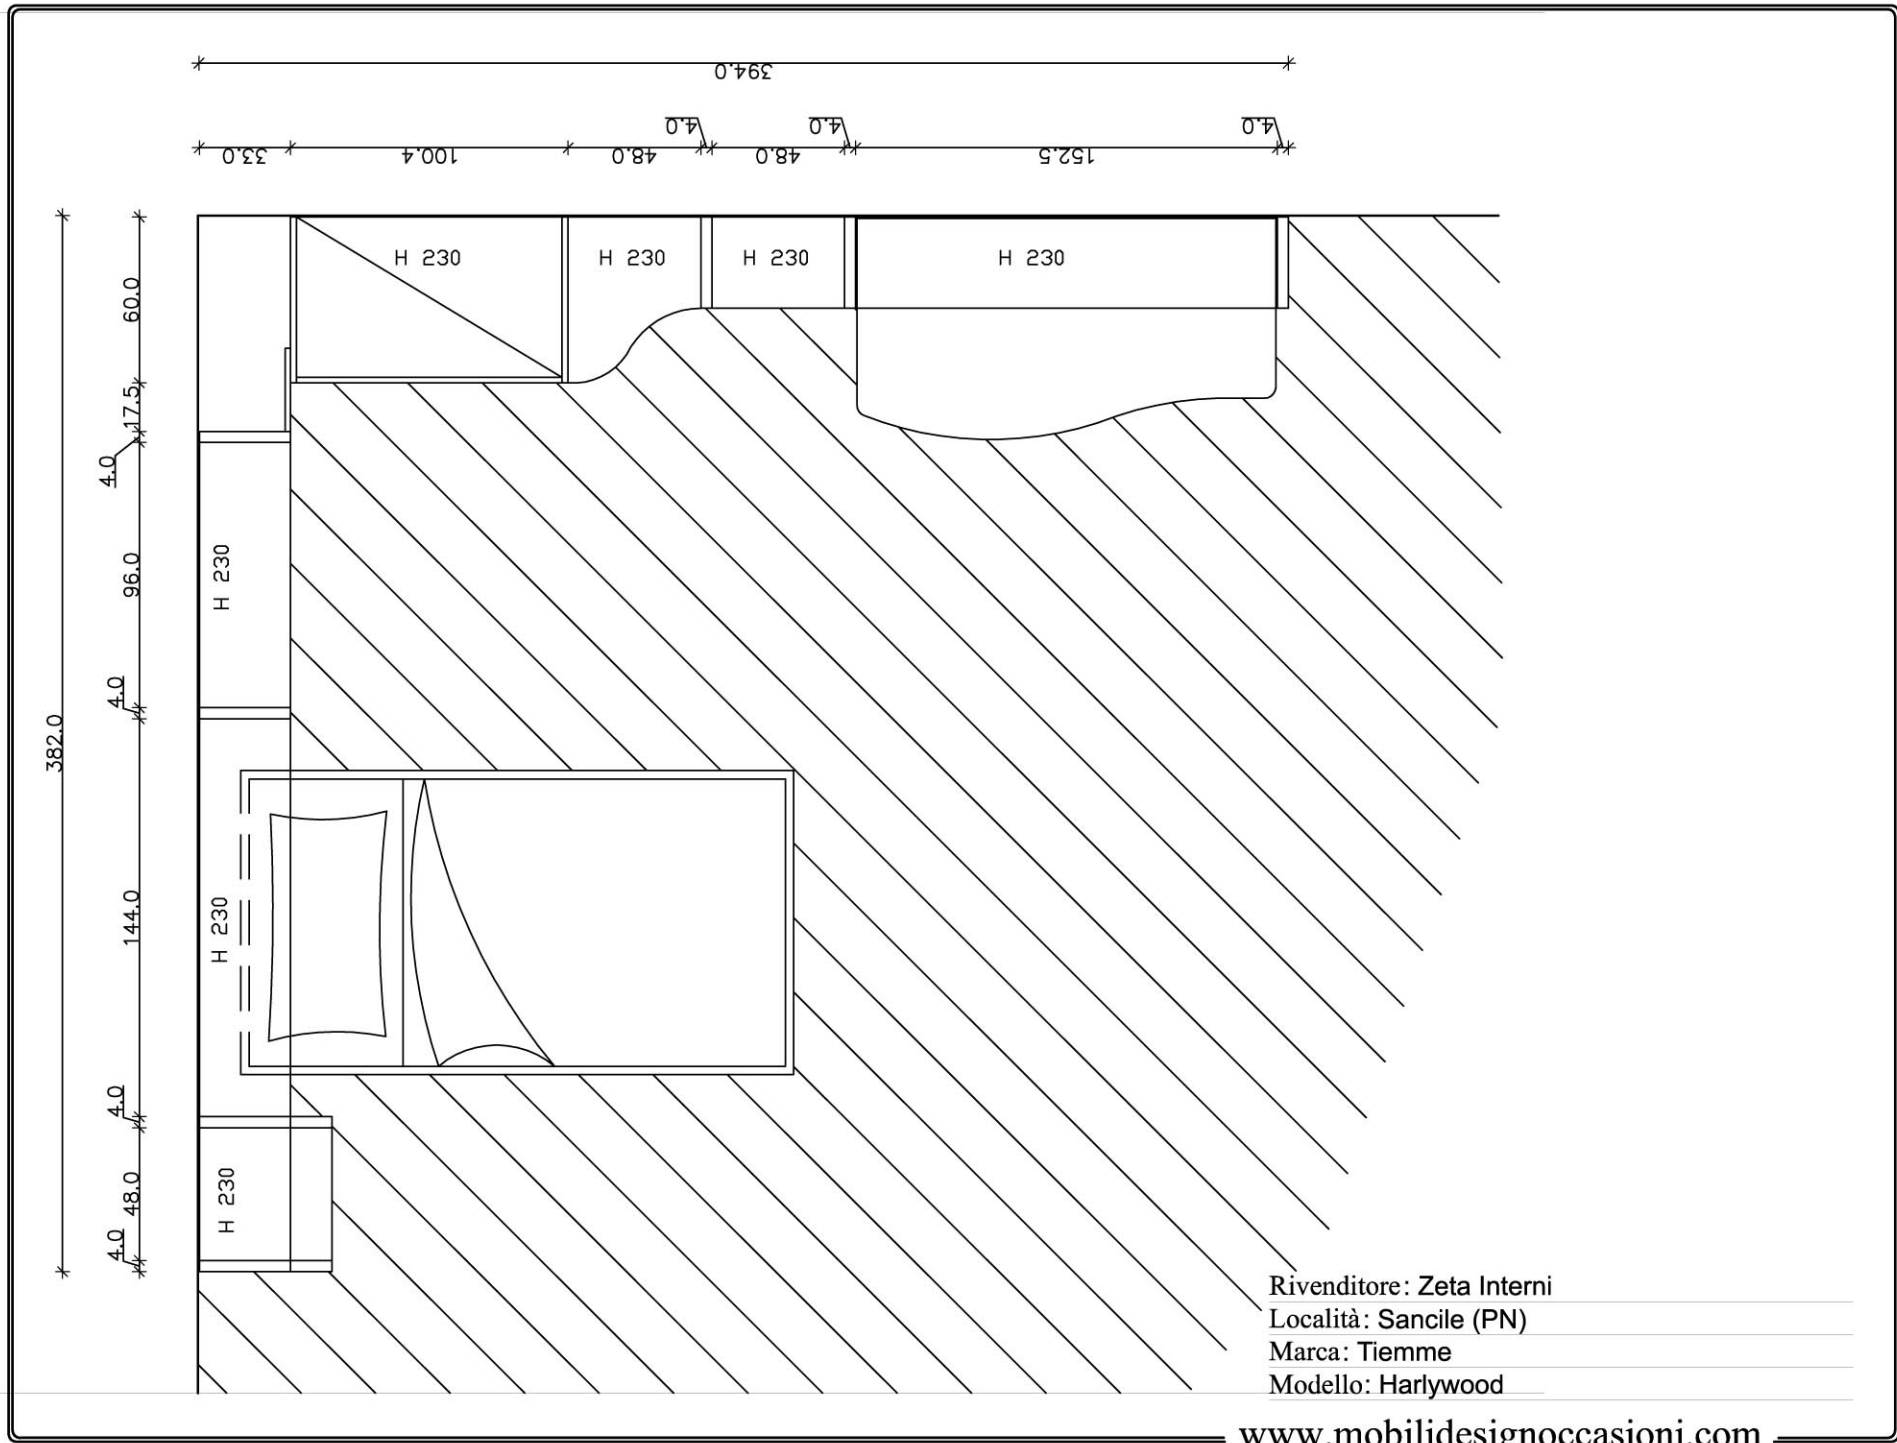 394.0
4.0
4.0
4.0
33.0
100.4
48.0
48.0
152.5
H 230
H 230
H 230
H 230
60.0
17.5
4.0
96.0
H 230
4.0
382.0
144.0
H 230
4.0
48.0
H 230
4.0
Rivenditore: Zeta Interni
Località: Sancile (PN)
Marca: Tiemme
Modello: Harlywood
www.mobilidesignoccasioni.com